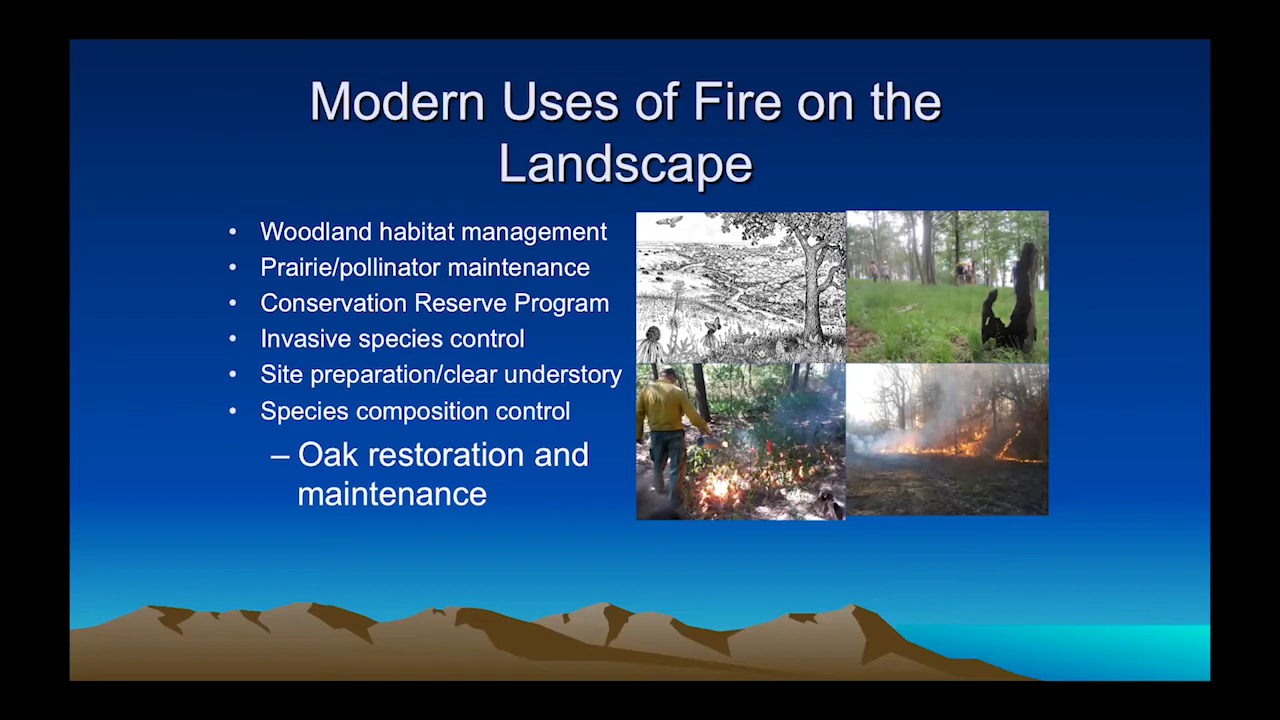 Modern Uses of Fire on the
Landscape
• Woodland habitat management
• Prairie/pollinator maintenance
• Conservation Reserve Program
• Invasive species control
• Site preparation/clear understory
• Species composition control
– Oak restoration and
maintenance